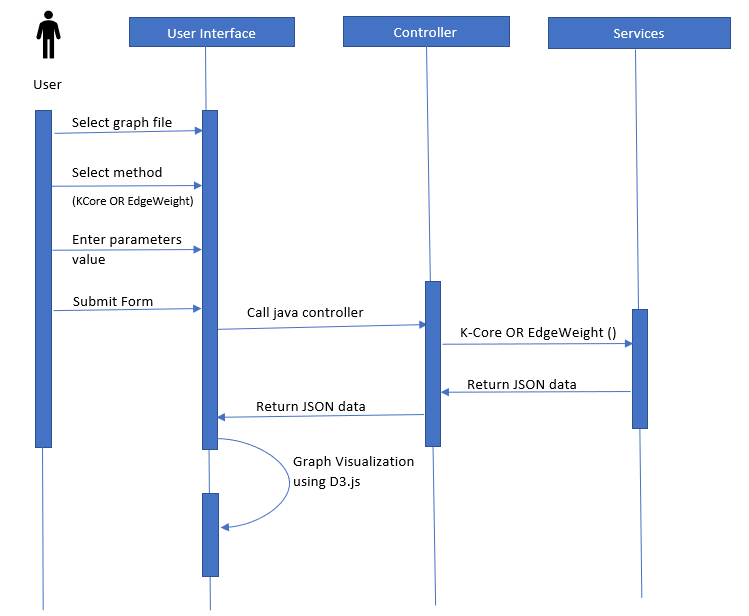 User Interface
Controller
Services
User
Select graph file
Select method
(KCore OR EdgeWeight)
Enter parameters
value
Submit Form
Call java controller
K-Core OR EdgeWeight ()
Return JSON data
Return JSON data
Graph Visualization
using D3.js